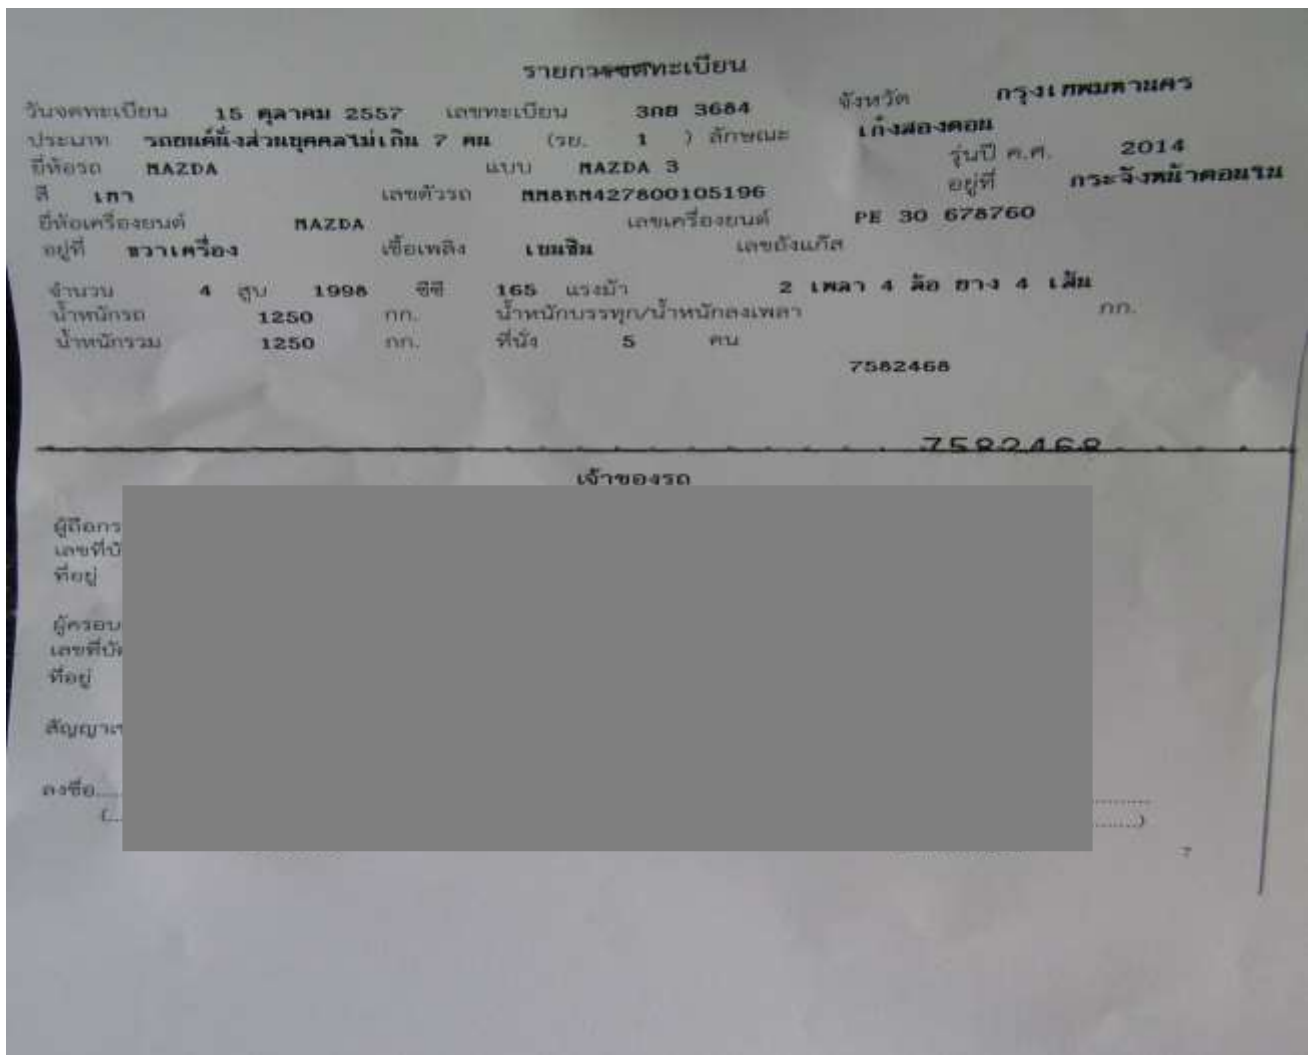 รายการจดทะเบียน
วันจดทะเบียน 15 ตุลาคม 2557 เลขทะเบียน 3กย 3684 จังหวัด กรุงเทพมหานคร
ประเภท รถยนต์นั่งส่วนบุคคลไม่เกิน 7 คน (รย. 1 ) ลักษณะ เก๋งสองตอน
ยี่ห้อรถ MAZDA แบบ MAZDA 3 รุ่นปี ค.ศ. 2014
สี เทา เลขตัวรถ MM8BM427800105196 อยู่ที่ กระจังหน้าตอนใน
ยี่ห้อเครื่องยนต์ MAZDA เลขเครื่องยนต์ PE 30 678760
อยู่ที่ ขวาเครื่อง เชื้อเพลิง เบนซิน เลขถังแก๊ส
จำนวน 4 สูบ 1998 ซีซี 165 แรงม้า 2 เพลา 4 ล้อ ยาง 4 เส้น
น้ำหนักรถ 1250 กก. น้ำหนักบรรทุก/น้ำหนักลงเพลา กก.
น้ำหนักรวม 1250 กก. ที่นั่ง 5 คน
7582468
7582468
เจ้าของรถ
ผู้ถือกร
เลขที่บั
ที่อยู่
ผู้ครอบ
เลขที่บัต
ที่อยู่
สัญญาเช
ลงชื่อ
7